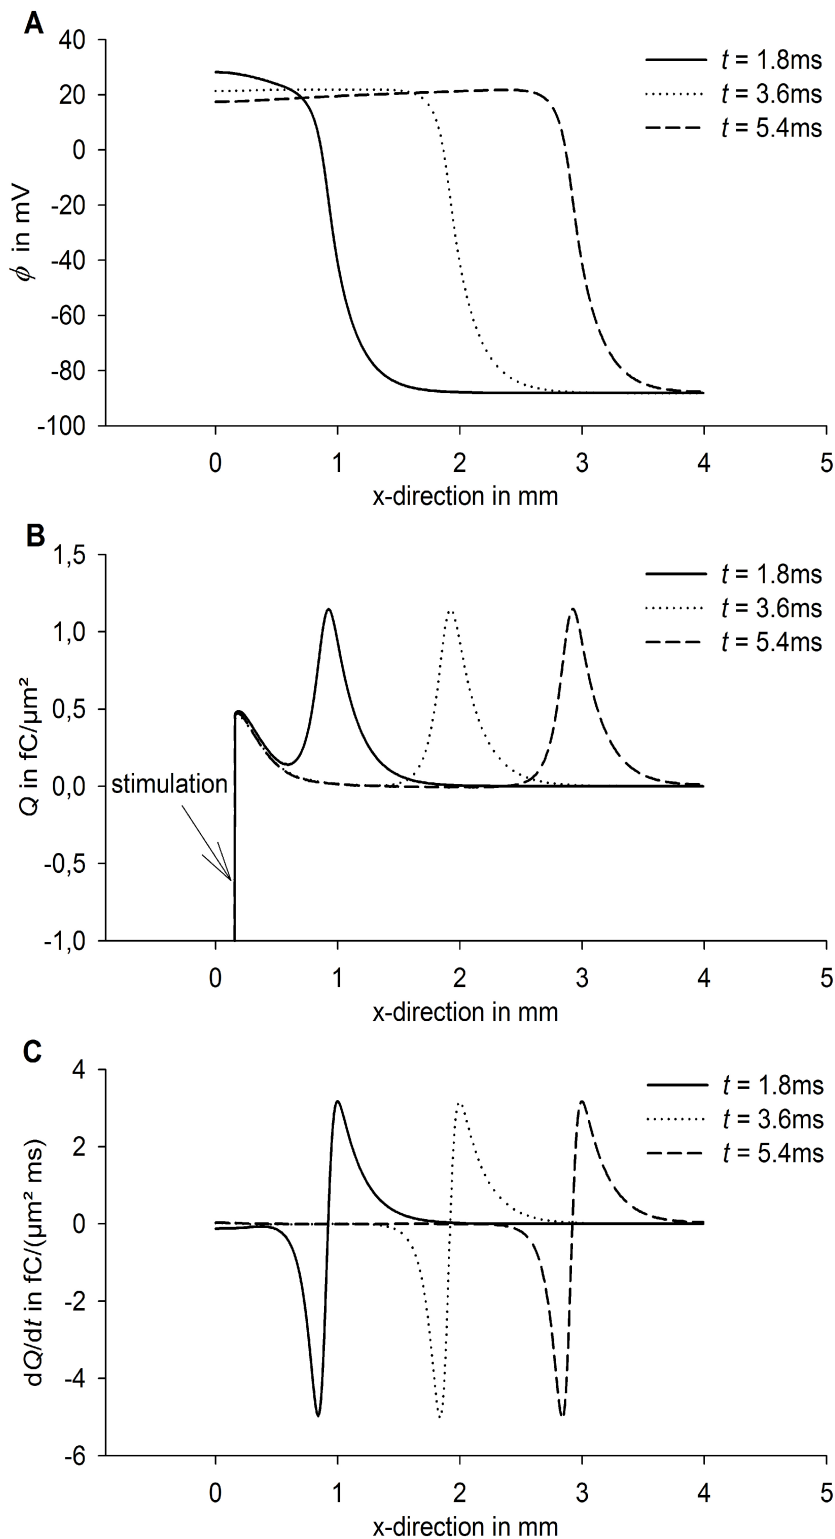 A
40
20
0
-20
-40
-60
-80
-100
ϕ in mV
t = 1.8ms
t = 3.6ms
t = 5.4ms
0 1 2 3 4 5
x-direction in mm
B
1,5
1,0
0,5
0,0
-0,5
-1,0
Q in fC/µm²
t = 1.8ms
t = 3.6ms
t = 5.4ms
stimulation
0 1 2 3 4 5
x-direction in mm
C
4
2
0
-2
-4
-6
dQ/dt in fC/(µm² ms)
t = 1.8ms
t = 3.6ms
t = 5.4ms
0 1 2 3 4 5
x-direction in mm